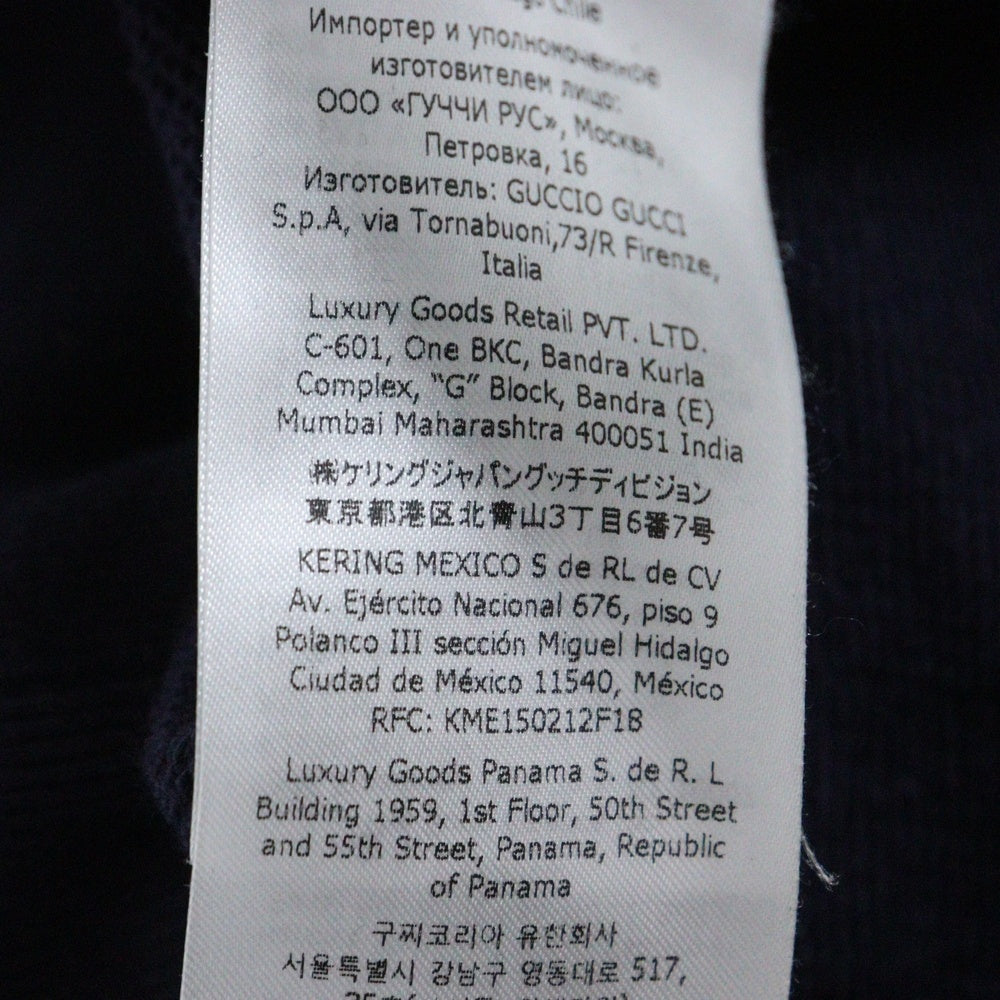 Chile
Импортер и уполномоченное
изготовителем лицо:
ООО «ГУЧЧИ РУС», Москва,
Петровка, 16
Изготовитель: GUCCIO GUCCI
S.p.A, via Tornabuoni,73/R Firenze,
Italia
Luxury Goods Retail PVT. LTD.
C-601, One BKC, Bandra Kurla
Complex, “G” Block, Bandra (E)
Mumbai Maharashtra 400051 India
㈱ケリングジャパングッチディビジョン
東京都港区北青山3丁目6番7号
KERING MEXICO S de RL de CV
Av. Ejército Nacional 676, piso 9
Polanco III sección Miguel Hidalgo
Ciudad de México 11540, México
RFC: KME150212F18
Luxury Goods Panama S. de R. L
Building 1959, 1st Floor, 50th Street
and 55th Street, Panama, Republic
of Panama
구찌코리아 유한회사
서울특별시 강남구 영동대로 517,